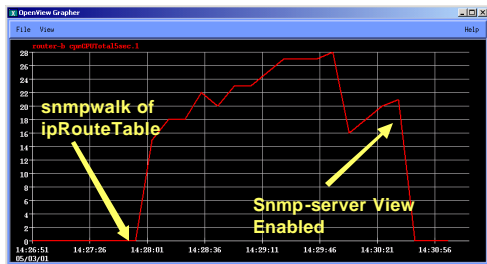 OpenView Grapher
File View Help
router-b cpmCPUTotal5sec.1
28
26
24
22
20
18
16
14
12
10
8
6
4
2
0
snmpwalk of
ipRouteTable
Snmp-server View
Enabled
14:26:51 14:27:26 14:28:01 14:28:36 14:29:11 14:29:46 14:30:21 14:30:56
05/03/01